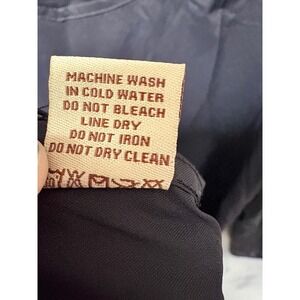 MACHINE WASH
IN COLD WATER
DO NOT BLEACH
LINE DRY
DO NOT IRON
DO NOT DRY CLEAN